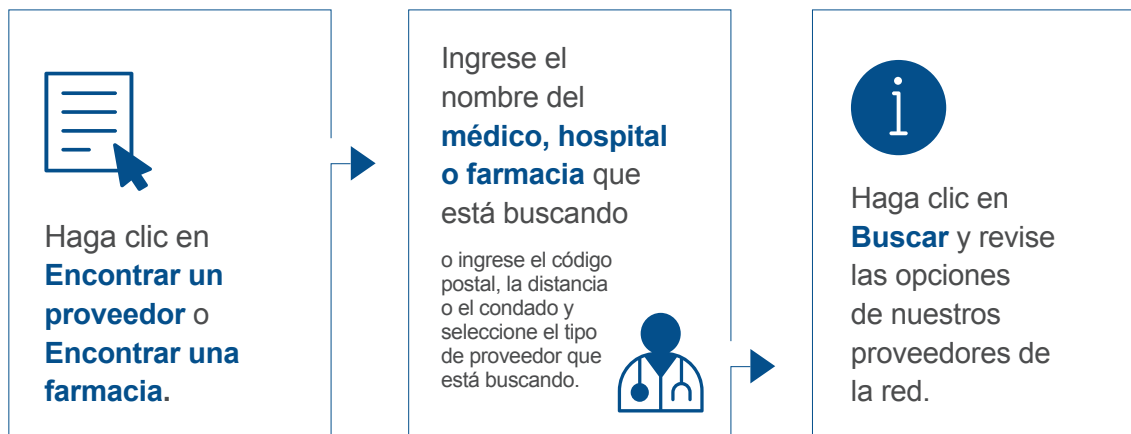 Haga clic en
Encontrar un
proveedor o
Encontrar una
farmacia.
Ingrese el
nombre del
médico, hospital
o farmacia que
está buscando
o ingrese el código
postal, la distancia
o el condado y
seleccione el tipo
de proveedor que
está buscando.
i
Haga clic en
Buscar y revise
las opciones
de nuestros
proveedores de
la red.